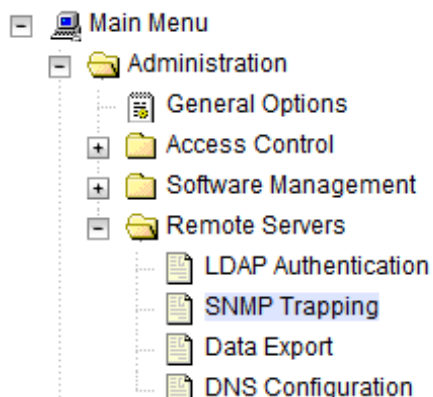 Main Menu
Administration
General Options
Access Control
Software Management
Remote Servers
LDAP Authentication
SNMP Trapping
Data Export
DNS Configuration